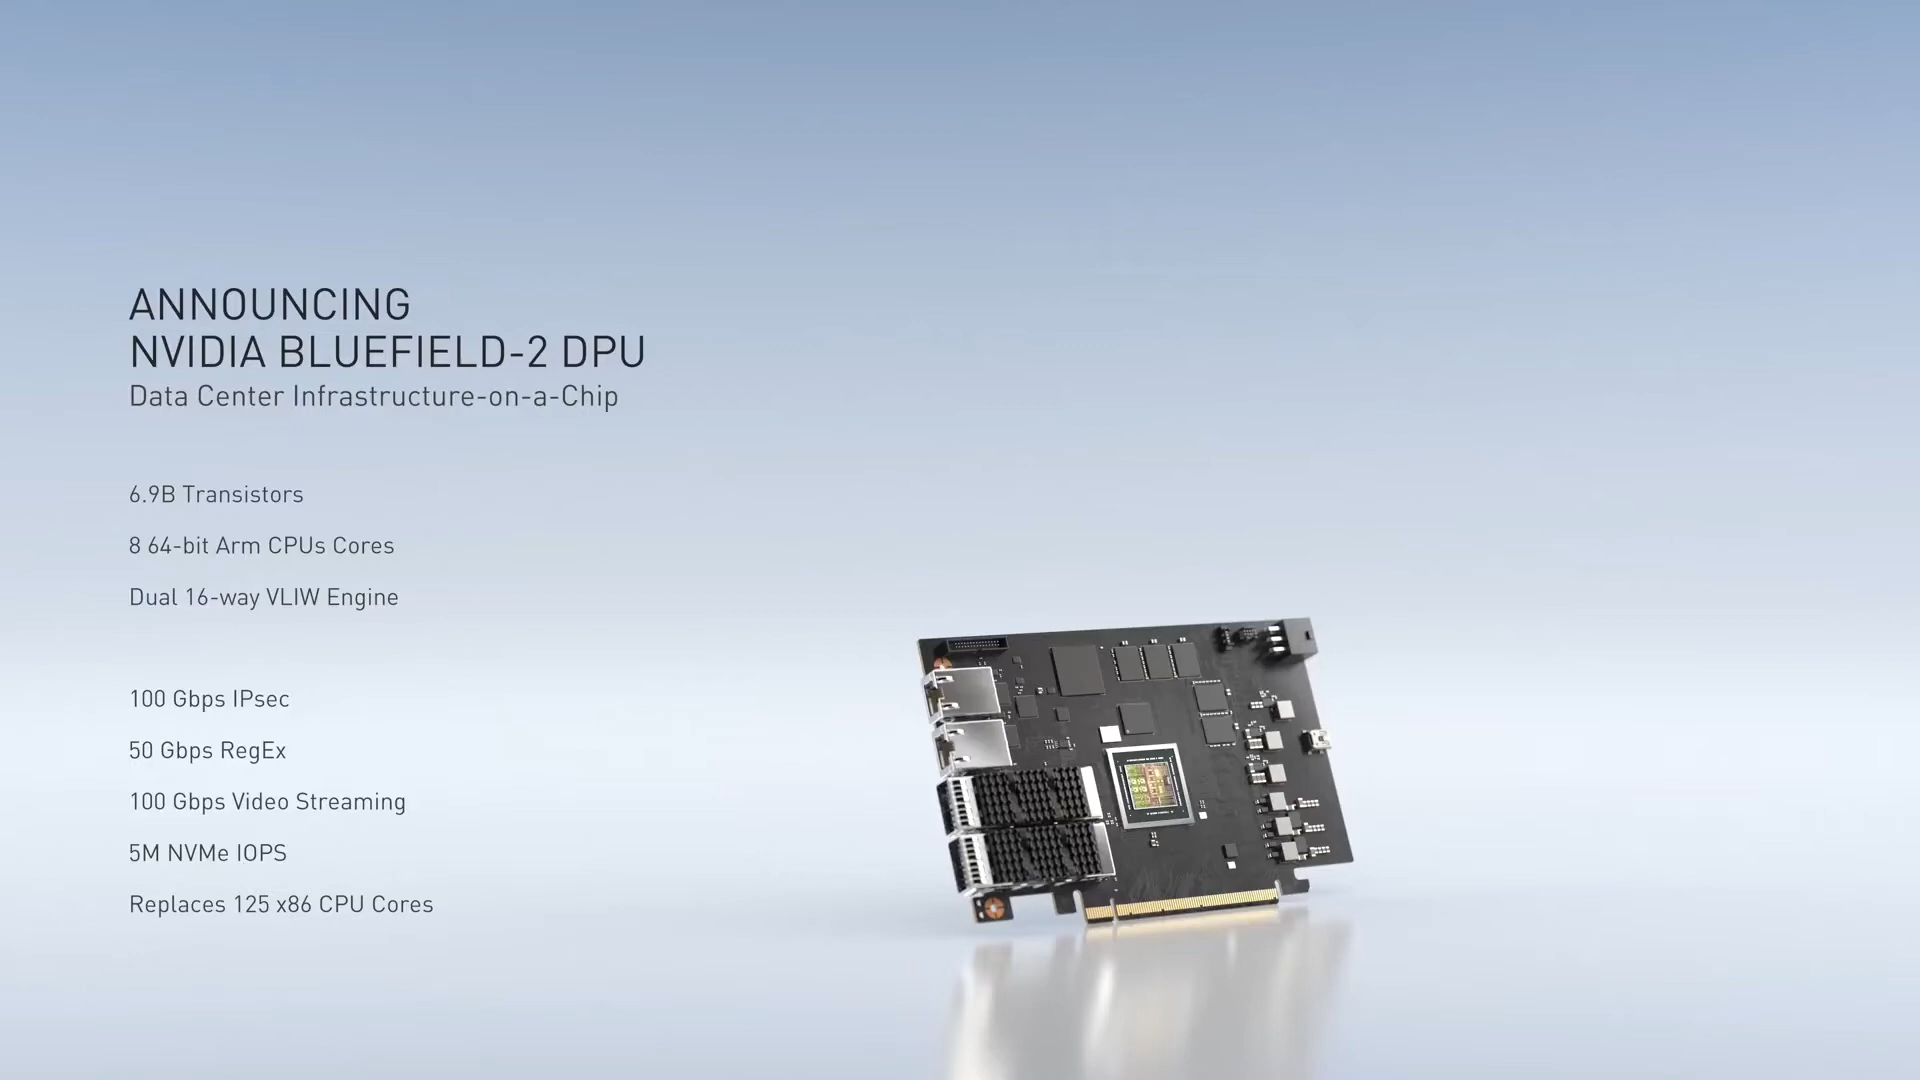 ANNOUNCING
NVIDIA BLUEFIELD-2 DPU
Data Center Infrastructure-on-a-Chip
6.9B Transistors
8 64-bit Arm CPUs Cores
Dual 16-way VLIW Engine
100 Gbps IPsec
50 Gbps RegEx
100 Gbps Video Streaming
5M NVMe IOPS
Replaces 125 x86 CPU Cores